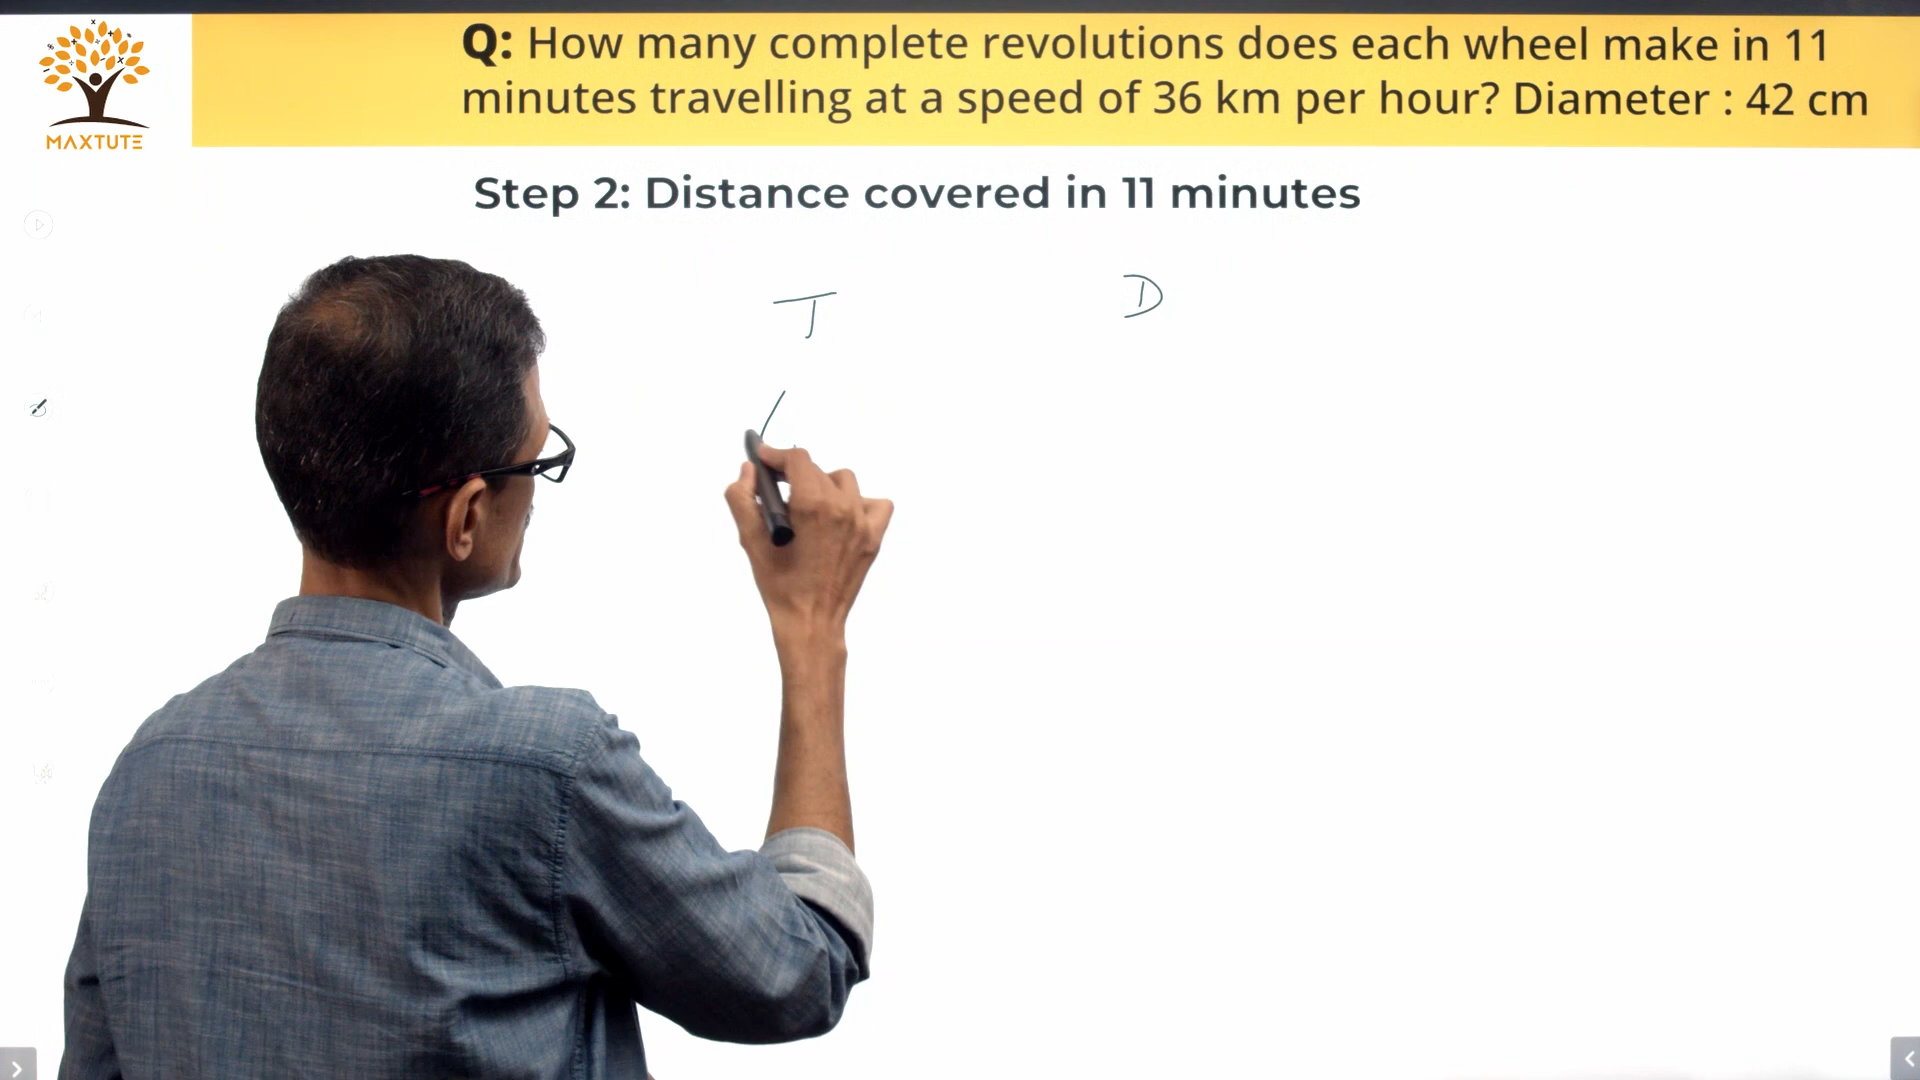 MAXTUTE
Q: How many complete revolutions does each wheel make in 11
minutes travelling at a speed of 36 km per hour? Diameter : 42 cm
Step 2: Distance covered in 11 minutes
T D